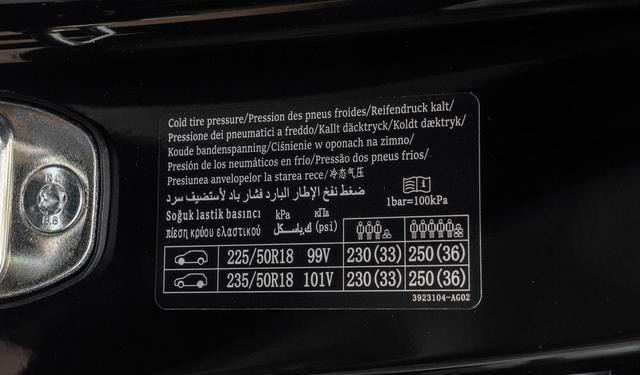 Cold tire pressure/Pression des pneus froides/Reifendruck kalt/
Pressione dei pneumatici a freddo/Kallt däcktryck/Koldt dæktryk/
Koude bandenspanning/Ciśnienie w oponach na zimno/
Presión de los neumáticos en frío/Pressão dos pneus frios/
Presiunea anvelopelor la starea rece/冷态气压
ضغط نفخ الإطار البارد فشار باد لاستضيف سرد
1bar=100kPa
Soğuk lastik basıncı kPa кПа
πίεση κρύου ελαστικού كيلوباسكال (psi)
225/50R18 99V 230(33) 250(36)
235/50R18 101V 230(33) 250(36)
3923104-AG02